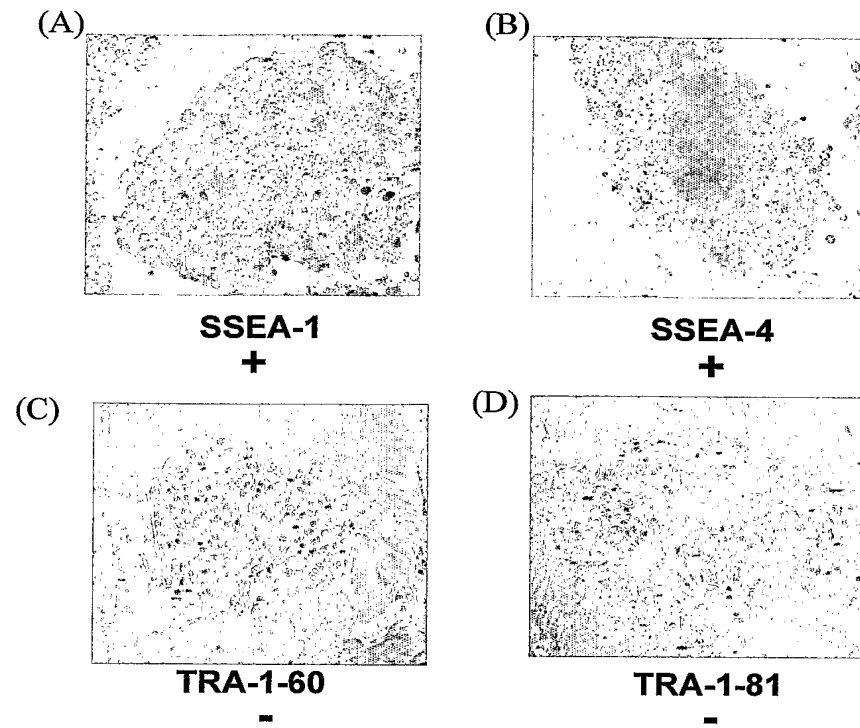 (A)
(B)
SSEA-1
+
SSEA-4
+
(C)
(D)
TRA-1-60
-
TRA-1-81
-